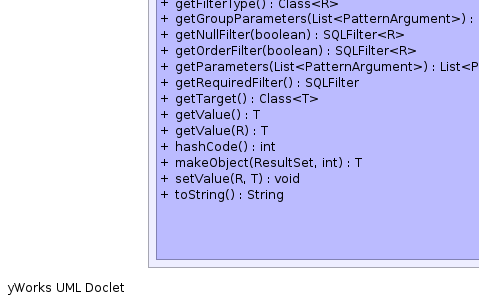 + getFilterType() : Class<R>
+ getGroupParameters(List<PatternArgument>) :
+ getNullFilter(boolean) : SQLFilter<R>
+ getOrderFilter(boolean) : SQLFilter<R>
+ getParameters(List<PatternArgument>) : List<P
+ getRequiredFilter() : SQLFilter
+ getTarget() : Class<T>
+ getValue() : T
+ getValue(R) : T
+ hashCode() : int
+ makeObject(ResultSet, int) : T
+ setValue(R, T) : void
+ toString() : String
yWorks UML Doclet